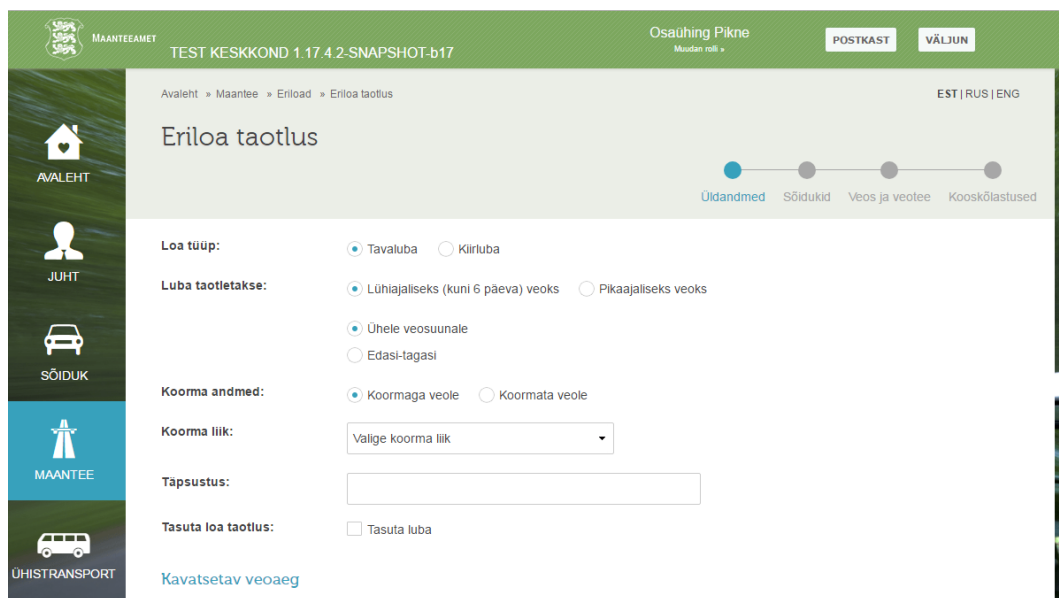 MAANTEEAMET
TEST KESKKOND 1.17.4.2-SNAPSHOT-b17
Osaühing Pikne
Muudan rolli »
POSTKAST
VÄLJUN
Avaleht » Maantee » Eriload » Eriloa taotlus
EST | RUS | ENG
Eriloa taotlus
Üldandmed Sõidukid Veos ja veotee Kooskõlastused
AVALEHT
JUHT
SÕIDUK
MAANTEE
ÜHISTRANSPORT
Loa tüüp: Tavaluba Kiirluba
Luba taotletakse: Lühiajaliseks (kuni 6 päeva) veoks Pikaajaliseks veoks
Ühele veosuunale
Edasi-tagasi
Koorma andmed: Koormaga veole Koormata veole
Koorma liik: Valige koorma liik
Täpsustus:
Tasuta loa taotlus: Tasuta luba
Kavatsetav veoaeg